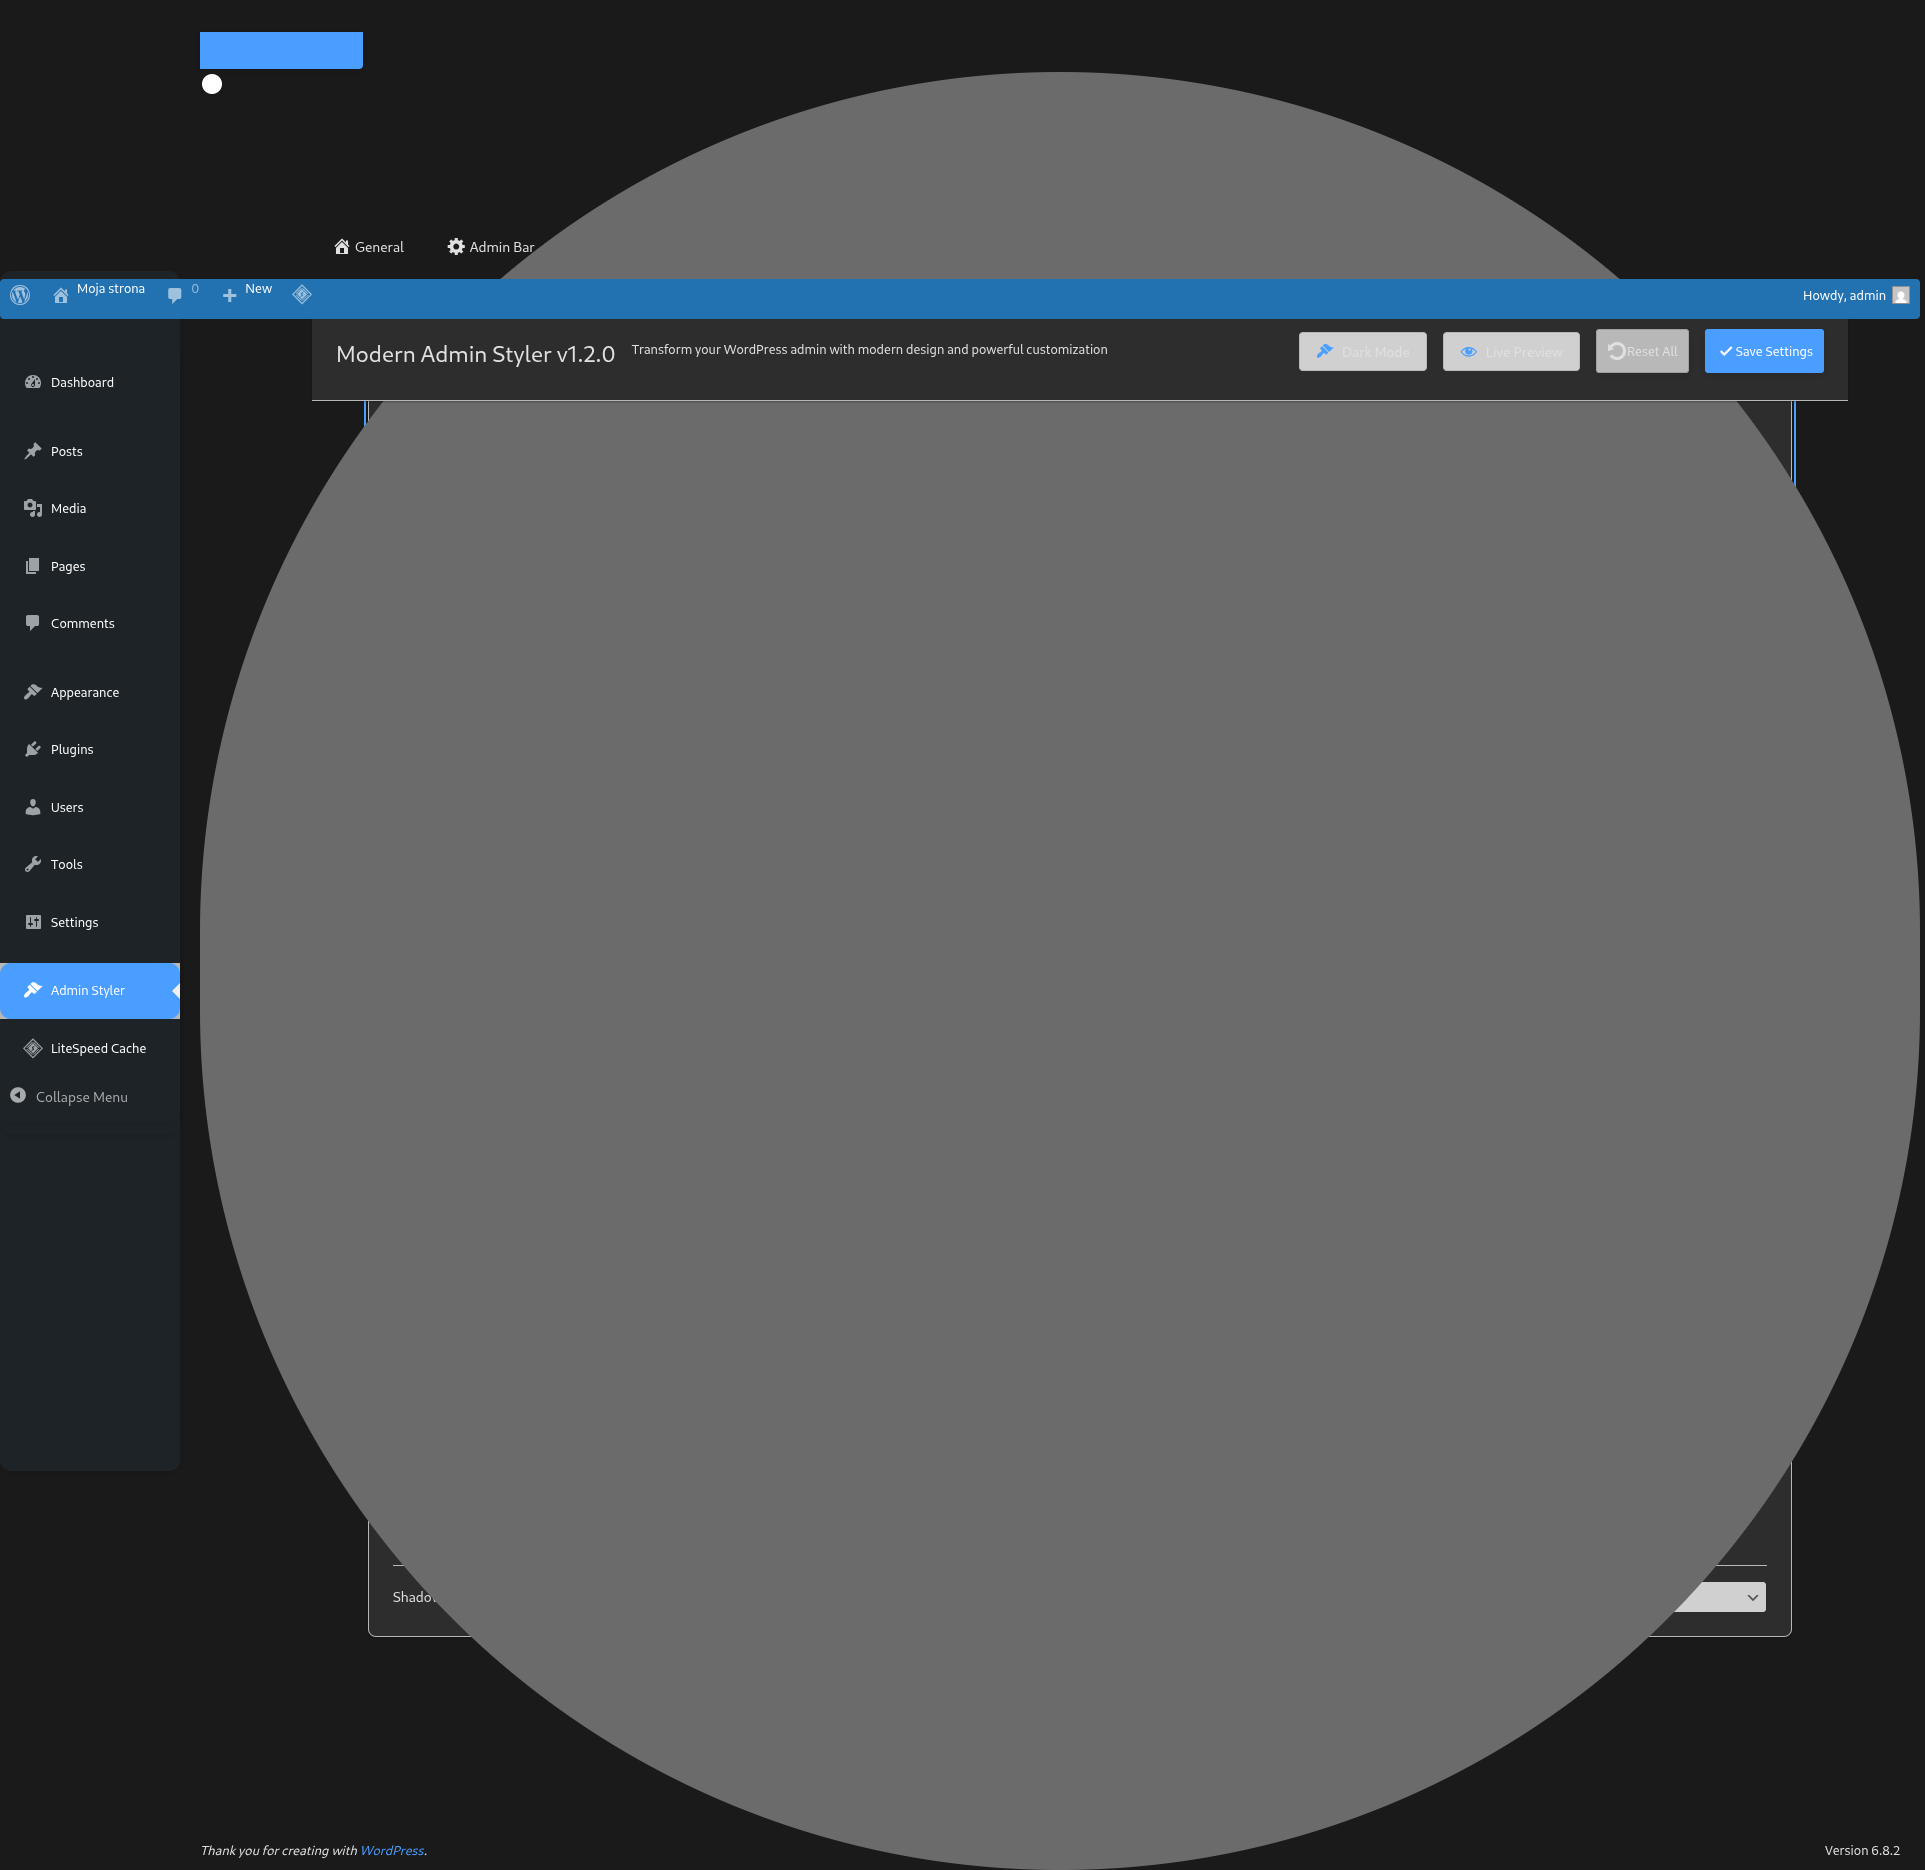 General
Admin Bar
Moja strona
0
New
Howdy, admin
Modern Admin Styler v1.2.0
Transform your WordPress admin with modern design and powerful customization
Dark Mode
Live Preview
Reset All
Save Settings
Dashboard
Posts
Media
Pages
Comments
Appearance
Plugins
Users
Tools
Settings
Admin Styler
LiteSpeed Cache
Collapse Menu
Thank you for creating with WordPress.
Version 6.8.2